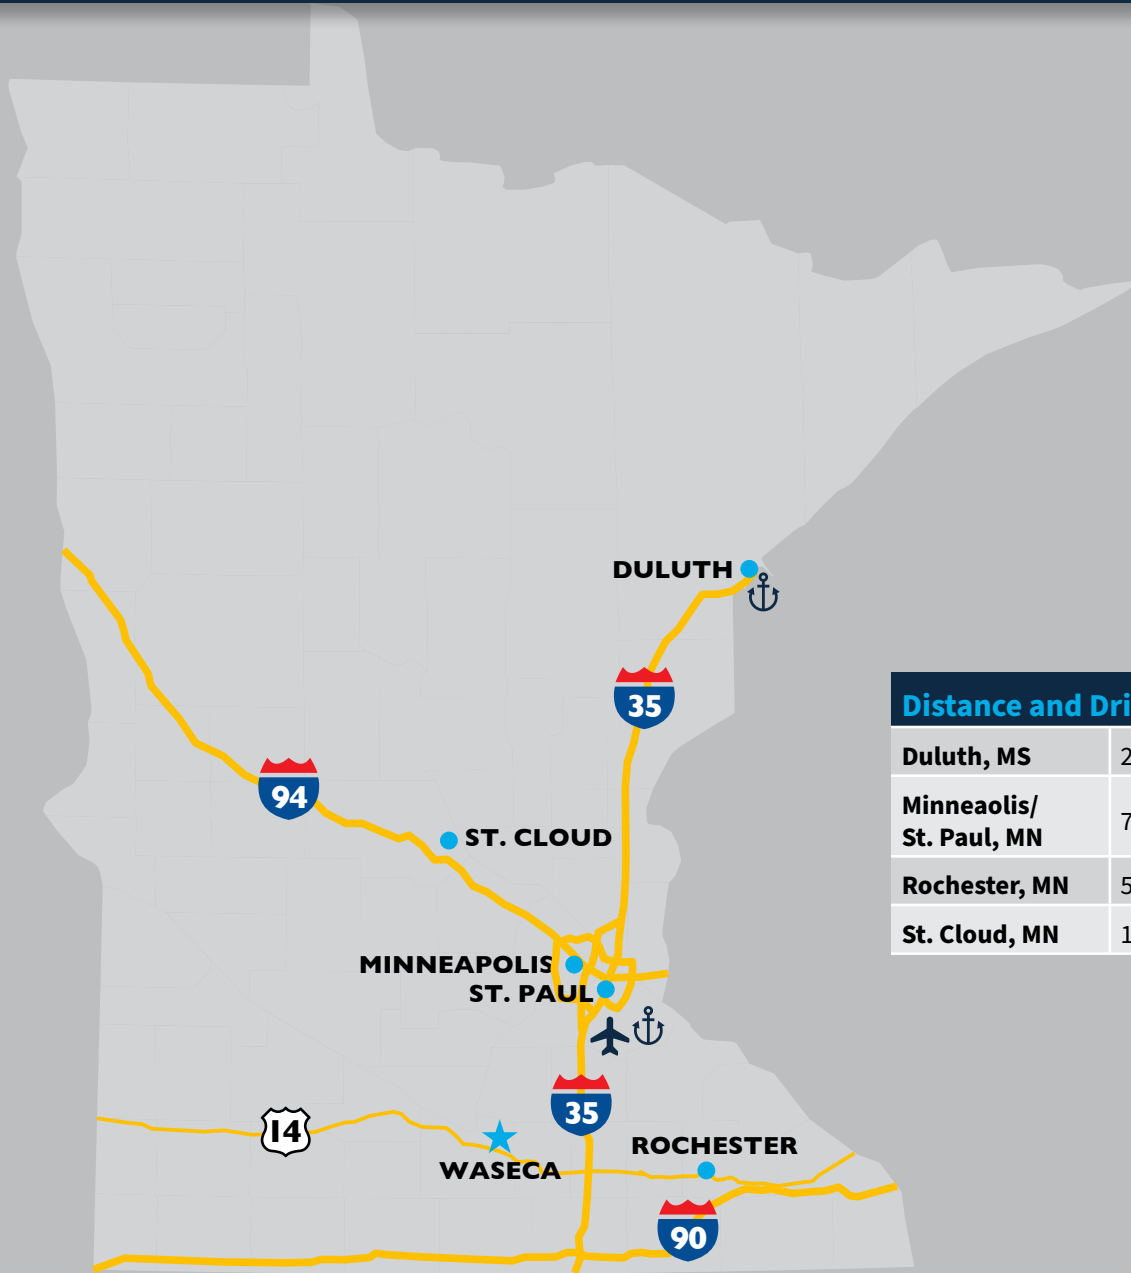 DULUTH
35
Distance and Dri
Duluth, MS 2
94
Minneaolis/
St. Paul, MN 7
ST. CLOUD
Rochester, MN 5
St. Cloud, MN 1
MINNEAPOLIS
ST. PAUL
35
14
ROCHESTER
WASECA
90